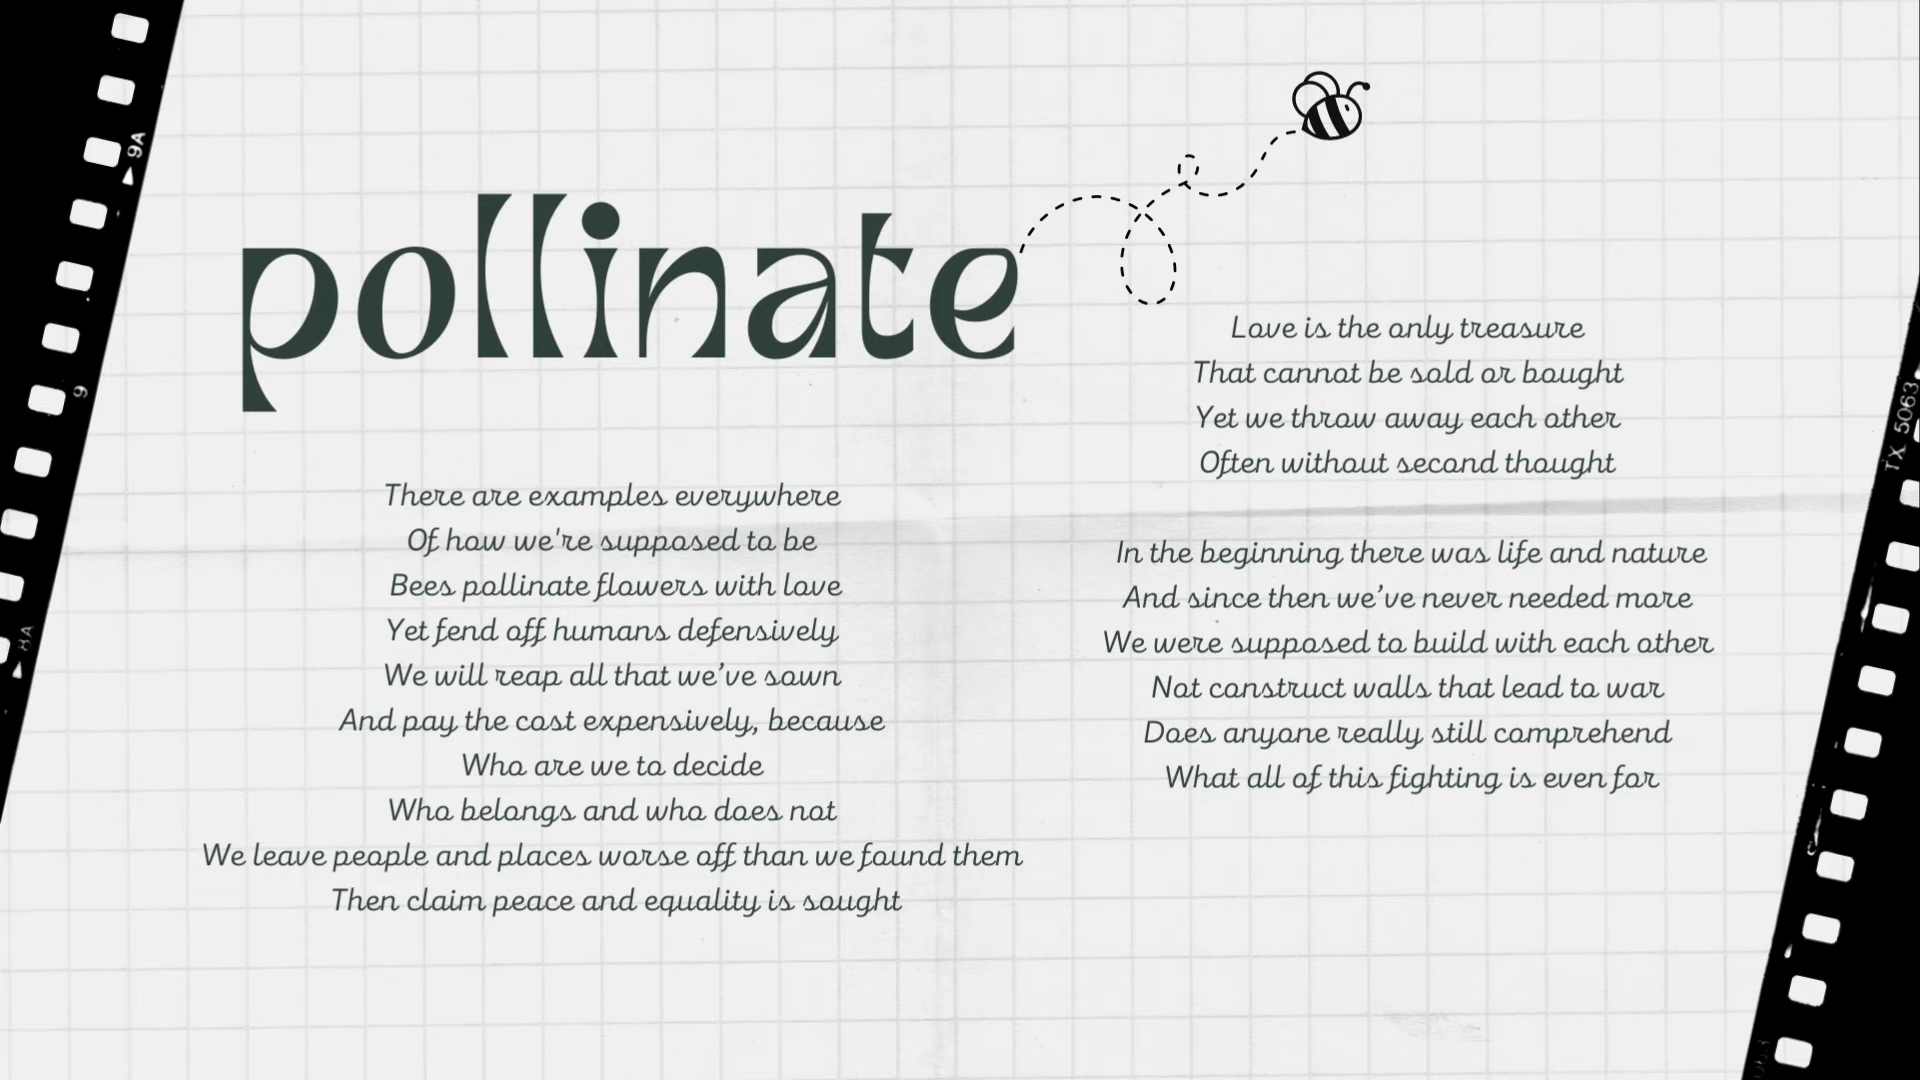 pollinate
There are examples everywhere
Of how we're supposed to be
Bees pollinate flowers with love
Yet fend off humans defensively
We will reap all that we’ve sown
And pay the cost expensively, because
Who are we to decide
Who belongs and who does not
We leave people and places worse off than we found them
Then claim peace and equality is sought
Love is the only treasure
That cannot be sold or bought
Yet we throw away each other
Often without second thought
In the beginning there was life and nature
And since then we’ve never needed more
We were supposed to build with each other
Not construct walls that lead to war
Does anyone really still comprehend
What all of this fighting is even for
9A
9
8A
TX 5063